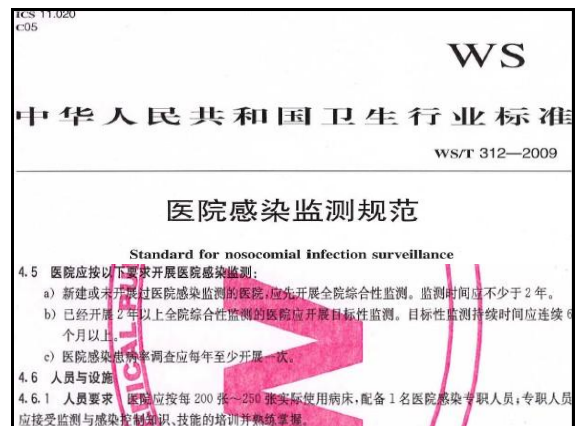 ICS 11.020
C05
WS
中华人民共和国卫生行业标准
WS/T 312—2009
医院感染监测规范
Standard for nosocomial infection surveillance
4.5 医院应按以下要求开展医院感染监测:
a) 新建或未开展过医院感染监测的医院,应先开展全院综合性监测。监测时间应不少于 2 年。
b) 已经开展 2 年以上全院综合性监测的医院应开展目标性监测。目标性监测持续时间应连续 6
个月以上。
c) 医院感染患病率调查应每年至少开展一次。
4.6 人员与设施
4.6.1 人员要求 医院应按每 200 张~250 张实际使用病床,配备 1 名医院感染专职人员;专职人员
应接受监测与感染控制知识、技能的培训并熟练掌握。